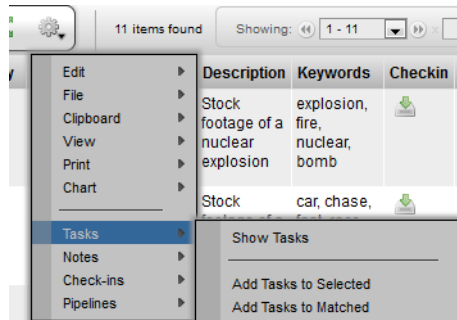 11 items found
Showing:
1 - 11
Description Keywords Checkin
Edit
File
Clipboard
View
Print
Chart
Tasks
Notes
Check-ins
Pipelines
Stock
footage of a
nuclear
explosion
explosion,
fire,
nuclear,
bomb
Stock
car, chase,
Show Tasks
Add Tasks to Selected
Add Tasks to Matched